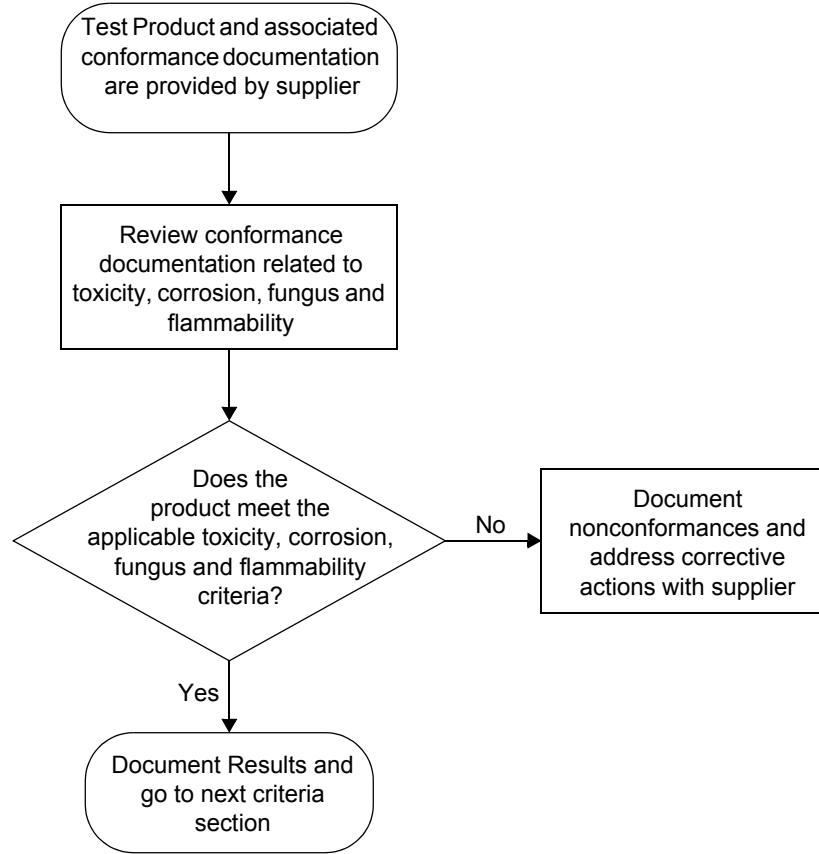 Test Product and associated
conformance documentation
are provided by supplier
Review conformance
documentation related to
toxicity, corrosion, fungus and
flammability
Does the
product meet the
applicable toxicity, corrosion,
fungus and flammability
criteria?
No
Document
nonconformances and
address corrective
actions with supplier
Yes
Document Results and
go to next criteria
section